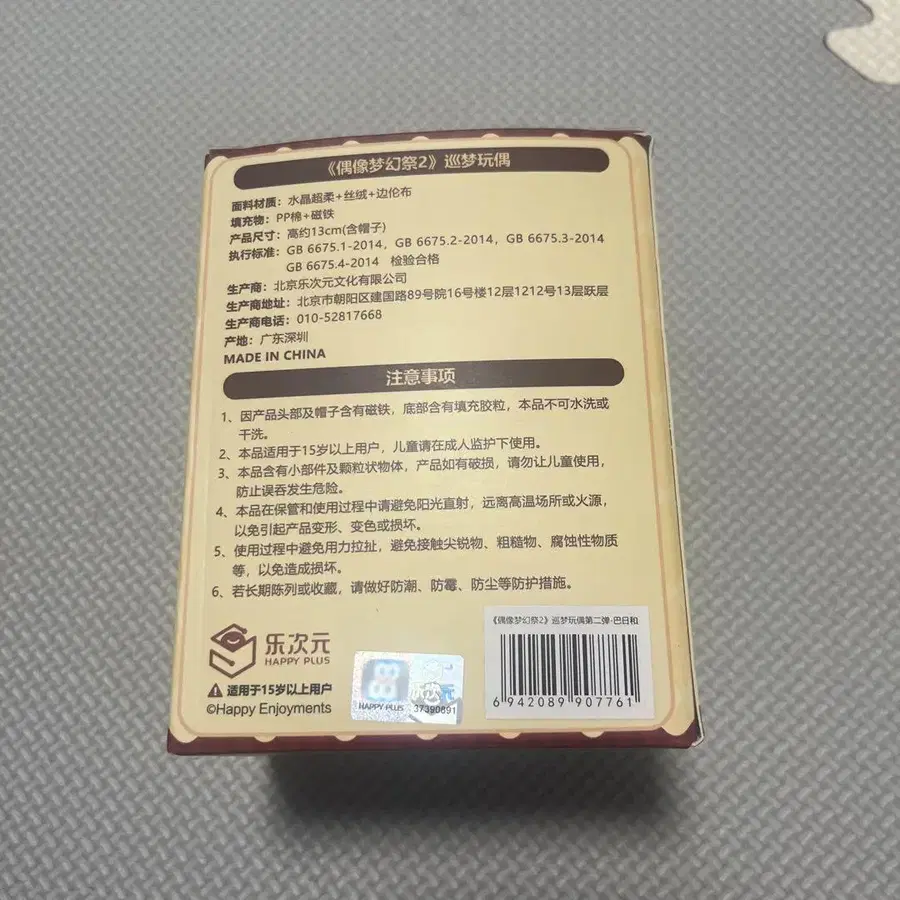 《偶像梦幻祭2》巡梦玩偶
面料材质：水晶超柔+丝绒+边伦布
填充物：PP棉+磁铁
产品尺寸：高约13cm(含帽子)
执行标准：GB 6675.1-2014，GB 6675.2-2014，GB 6675.3-2014
GB 6675.4-2014 检验合格
生产商：北京乐次元文化有限公司
生产商地址：北京市朝阳区建国路89号院16号楼12层1212号13层跃层
生产商电话：010-52817668
产地：广东深圳
MADE IN CHINA
注意事项
1、因产品头部及帽子含有磁铁，底部含有填充胶粒，本品不可水洗或
干洗。
2、本品适用于15岁以上用户，儿童请在成人监护下使用。
3、本品含有小部件及颗粒状物体，产品如有破损，请勿让儿童使用，
防止误吞发生危险。
4、本品在保管和使用过程中请避免阳光直射，远离高温场所或火源，
以免引起产品变形、变色或损坏。
5、使用过程中避免用力拉扯，避免接触尖锐物、粗糙物、腐蚀性物质
等，以免造成损坏。
6、若长期陈列或收藏，请做好防潮、防霉、防尘等防护措施。
乐次元
HAPPY PLUS
适用于15岁以上用户
©Happy Enjoyments
乐次元
HAPPY PLUS 37390891
《偶像梦幻祭2》巡梦玩偶第二弹-巴日和
6 942089 907761